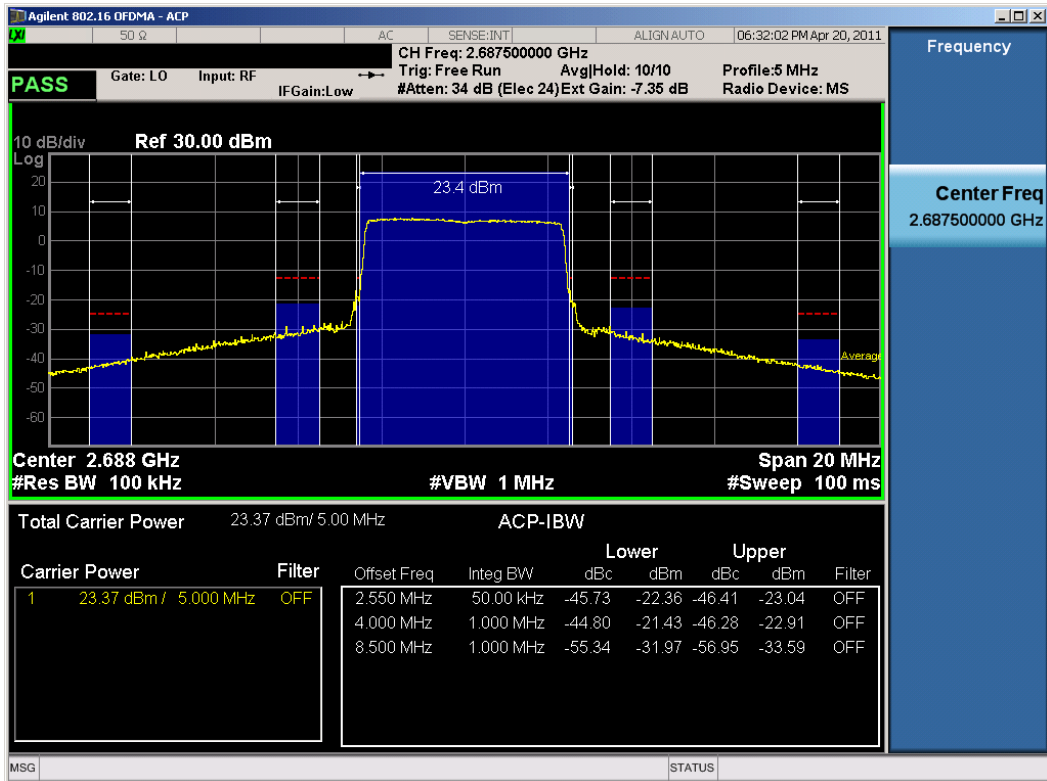 Agilent 802.16 OFDMA - ACP
LXI 50 Ω AC SENSE:INT ALIGN AUTO 06:32:02 PM Apr 20, 2011
CH Freq: 2.687500000 GHz
PASS Gate: LO Input: RF Trig: Free Run Avg|Hold: 10/10 Profile:5 MHz
IFGain:Low #Atten: 34 dB (Elec 24) Ext Gain: -7.35 dB Radio Device: MS
Frequency
Center Freq
2.687500000 GHz
10 dB/div Ref 30.00 dBm
Log
20
10
0
-10
-20
-30
-40
-50
-60
23.4 dBm
Average
Center 2.688 GHz Span 20 MHz
#Res BW 100 kHz #VBW 1 MHz #Sweep 100 ms
Total Carrier Power 23.37 dBm/ 5.00 MHz ACP-IBW
Lower Upper
Carrier Power Filter Offset Freq Integ BW dBc dBm dBc dBm Filter
1 23.37 dBm / 5.000 MHz OFF 2.550 MHz 50.00 kHz -45.73 -22.36 -46.41 -23.04 OFF
4.000 MHz 1.000 MHz -44.80 -21.43 -46.28 -22.91 OFF
8.500 MHz 1.000 MHz -55.34 -31.97 -56.95 -33.59 OFF
MSG STATUS